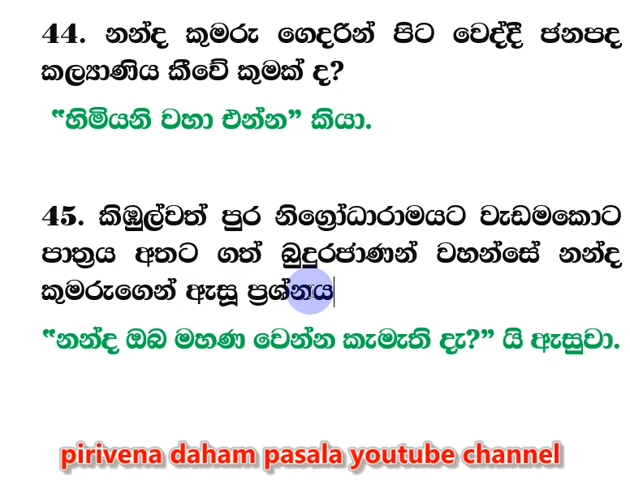 44. නන්ද කුමරු ගෙදරින් පිට වෙද්දී ජනපද
කල්‍යාණිය කීවේ කුමක් ද?
“හිමියනි වහා එන්න” කියා.
45. කිඹුල්වත් පුර නිග්‍රෝධාරාමයට වැඩමකොට
පාත්‍රය අතට ගත් බුදුරජාණන් වහන්සේ නන්ද
කුමරුගෙන් ඇසූ ප්‍රශ්නය
“නන්ද ඔබ මහණ වෙන්න කැමැති දැ?” යි ඇසුවා.
pirivena daham pasala youtube channel